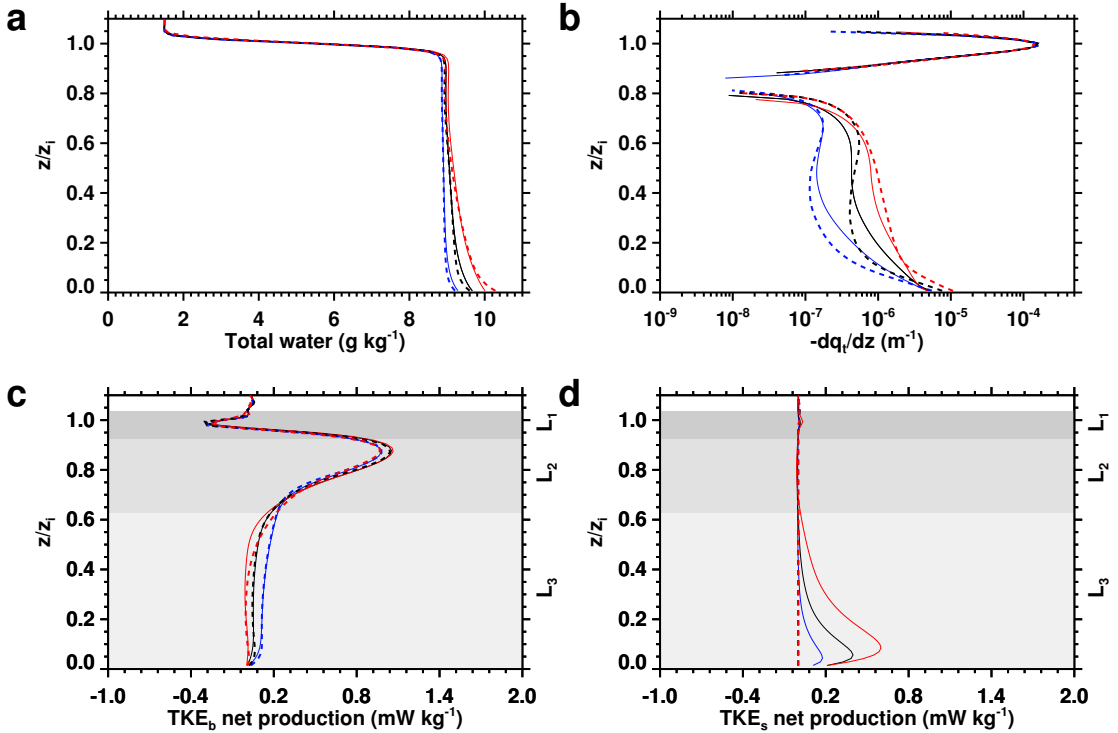 a
1.0
0.8
0.6
0.4
0.2
0.0
z/zi
0 2 4 6 8 10
Total water (g kg⁻¹)
b
1.0
0.8
0.6
0.4
0.2
0.0
z/zi
10⁻⁹ 10⁻⁸ 10⁻⁷ 10⁻⁶ 10⁻⁵ 10⁻⁴
-dqt/dz (m⁻¹)
c
1.0
0.8
0.6
0.4
0.2
0.0
z/zi
L1
L2
L3
-1.0 -0.4 0.2 0.8 1.4 2.0
TKEb net production (mW kg⁻¹)
d
1.0
0.8
0.6
0.4
0.2
0.0
z/zi
L1
L2
L3
-1.0 -0.4 0.2 0.8 1.4 2.0
TKEs net production (mW kg⁻¹)